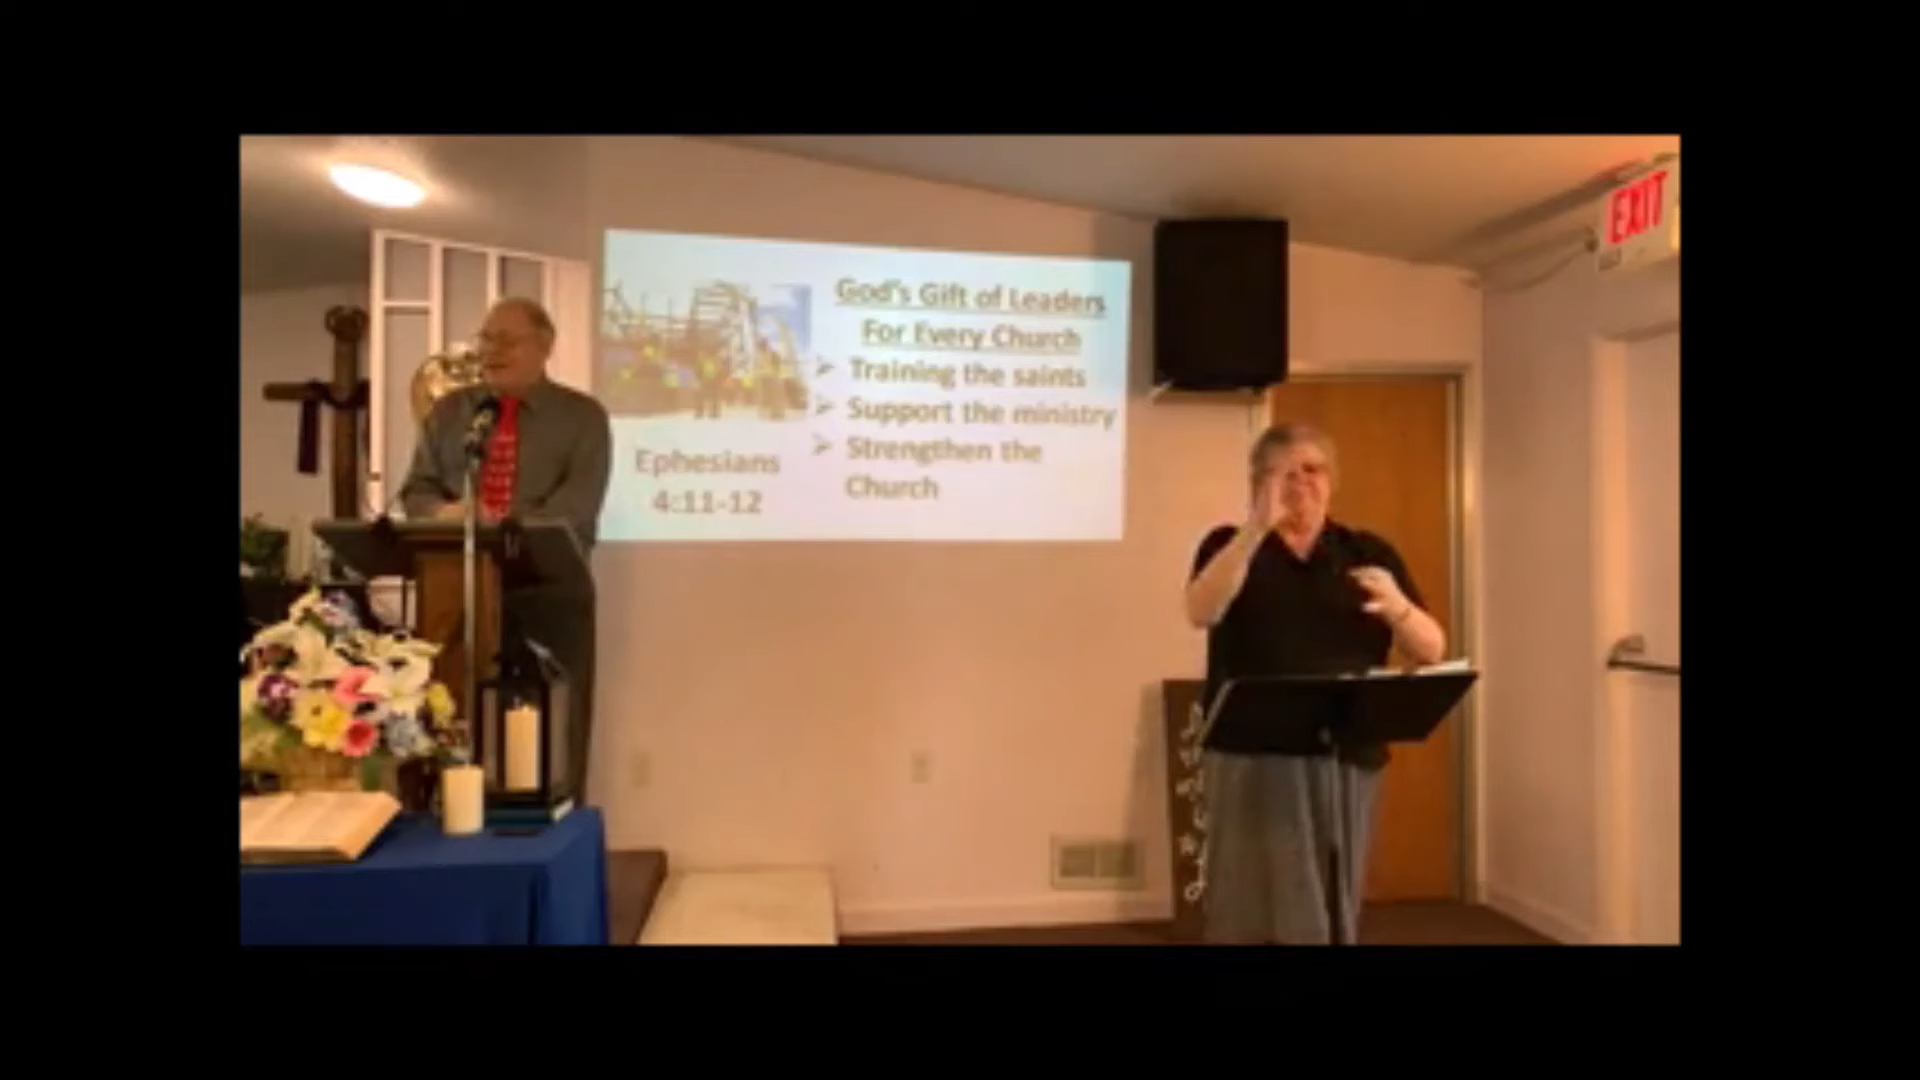 God's Gift of Leaders
For Every Church
Training the saints
Support the ministry
Strengthen the
Church
Ephesians
4:11-12
EXIT